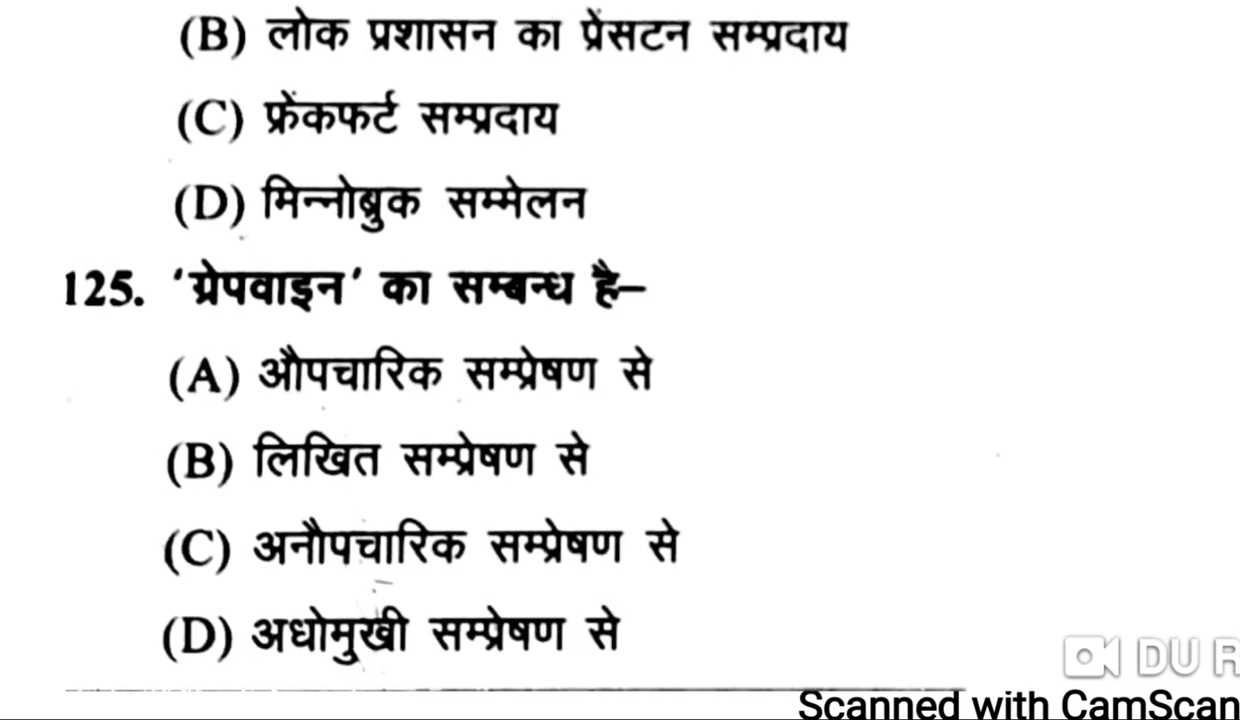 (B) लोक प्रशासन का प्रेंसटन सम्प्रदाय
(C) फ्रेंकफर्ट सम्प्रदाय
(D) मिन्नोब्रुक सम्मेलन
125. ‘ग्रेपवाइन’ का सम्बन्ध है–
(A) औपचारिक सम्प्रेषण से
(B) लिखित सम्प्रेषण से
(C) अनौपचारिक सम्प्रेषण से
(D) अधोमुखी सम्प्रेषण से
DU R
Scanned with CamScan